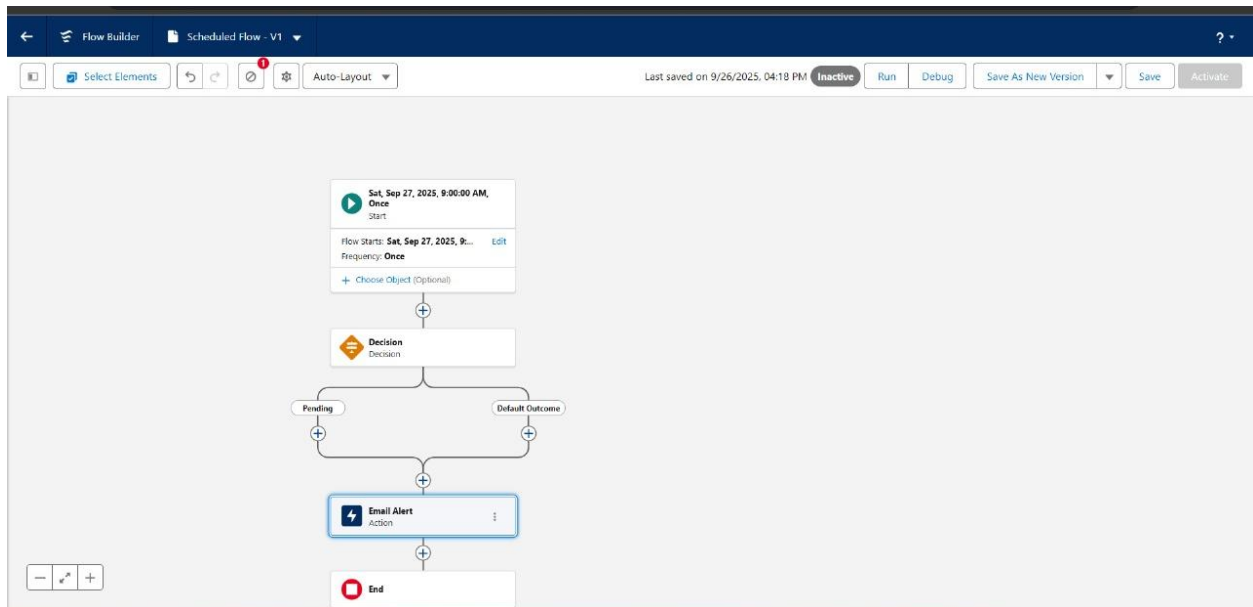 Flow Builder
Scheduled Flow - V1
?
Select Elements
1
Auto-Layout
Last saved on 9/26/2025, 04:18 PM
Inactive
Run
Debug
Save As New Version
Save
Activate
Sat, Sep 27, 2025, 9:00:00 AM,
Once
Start
Flow Starts: Sat, Sep 27, 2025, 9:... Edit
Frequency: Once
+ Choose Object (Optional)
Decision
Decision
Pending
Default Outcome
Email Alert
Action
End